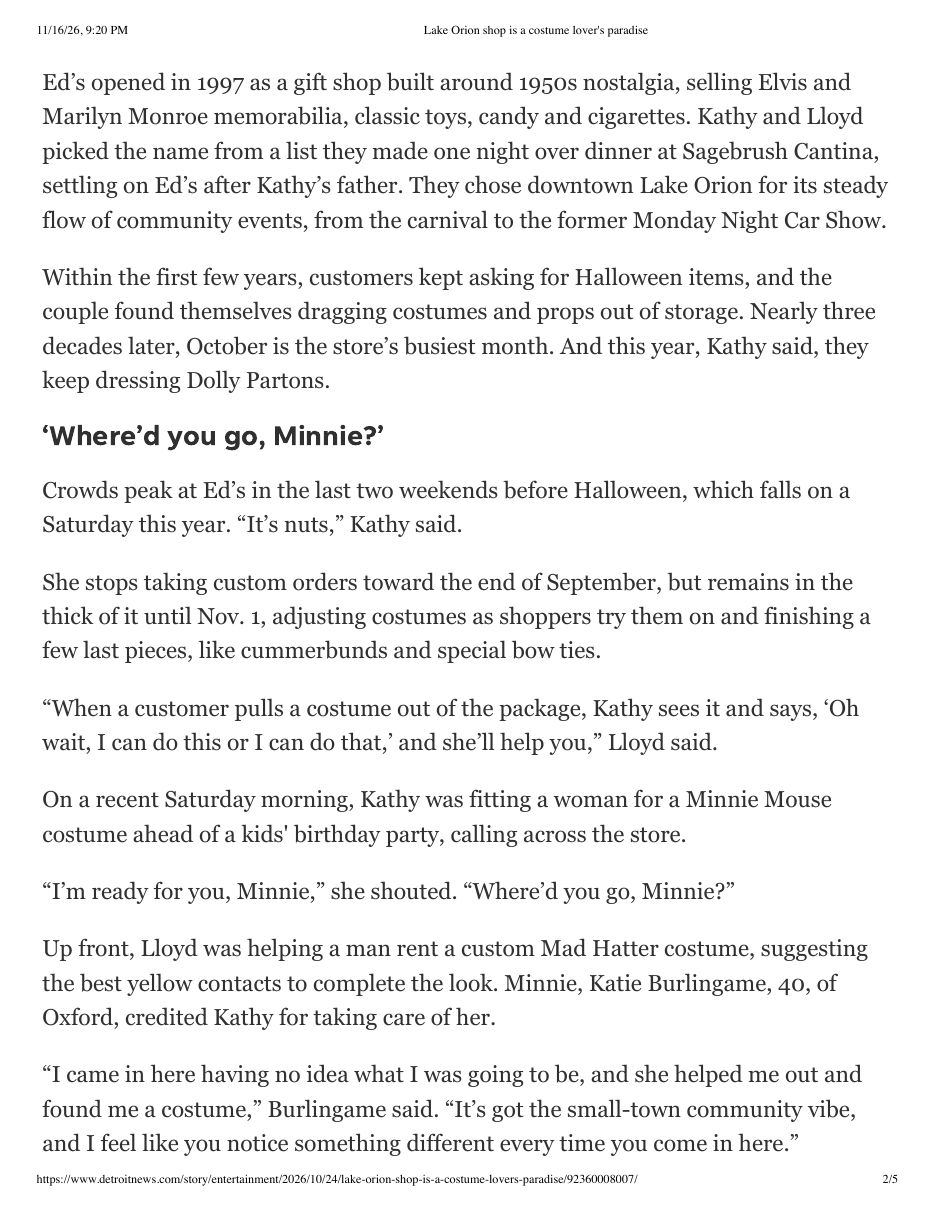 11/16/26, 9:20 PM
Lake Orion shop is a costume lover's paradise
Ed’s opened in 1997 as a gift shop built around 1950s nostalgia, selling Elvis and
Marilyn Monroe memorabilia, classic toys, candy and cigarettes. Kathy and Lloyd
picked the name from a list they made one night over dinner at Sagebrush Cantina,
settling on Ed’s after Kathy’s father. They chose downtown Lake Orion for its steady
flow of community events, from the carnival to the former Monday Night Car Show.
Within the first few years, customers kept asking for Halloween items, and the
couple found themselves dragging costumes and props out of storage. Nearly three
decades later, October is the store’s busiest month. And this year, Kathy said, they
keep dressing Dolly Partons.
‘Where’d you go, Minnie?’
Crowds peak at Ed’s in the last two weekends before Halloween, which falls on a
Saturday this year. “It’s nuts,” Kathy said.
She stops taking custom orders toward the end of September, but remains in the
thick of it until Nov. 1, adjusting costumes as shoppers try them on and finishing a
few last pieces, like cummerbunds and special bow ties.
“When a customer pulls a costume out of the package, Kathy sees it and says, ‘Oh
wait, I can do this or I can do that,’ and she’ll help you,” Lloyd said.
On a recent Saturday morning, Kathy was fitting a woman for a Minnie Mouse
costume ahead of a kids' birthday party, calling across the store.
“I’m ready for you, Minnie,” she shouted. “Where’d you go, Minnie?”
Up front, Lloyd was helping a man rent a custom Mad Hatter costume, suggesting
the best yellow contacts to complete the look. Minnie, Katie Burlingame, 40, of
Oxford, credited Kathy for taking care of her.
“I came in here having no idea what I was going to be, and she helped me out and
found me a costume,” Burlingame said. “It’s got the small-town community vibe,
and I feel like you notice something different every time you come in here.”
https://www.detroitnews.com/story/entertainment/2026/10/24/lake-orion-shop-is-a-costume-lovers-paradise/92360008007/
2/5